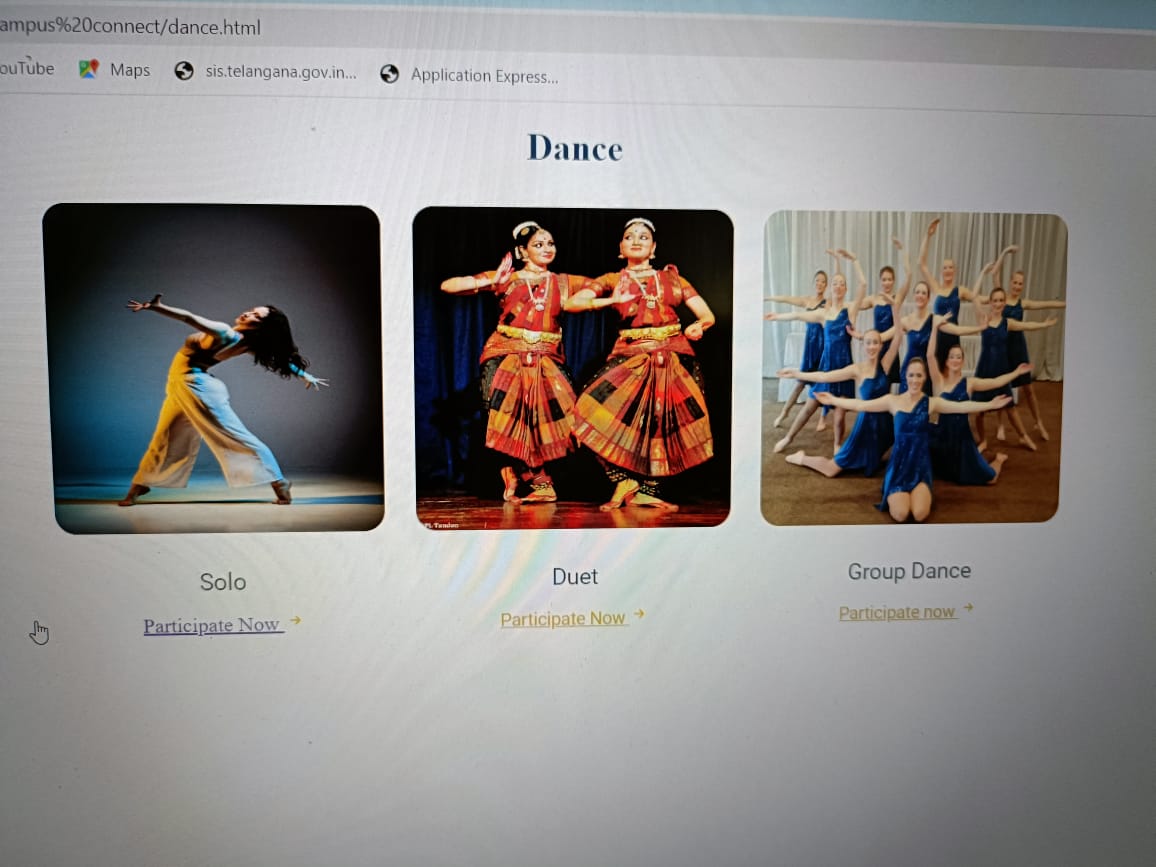 ampus%20connect/dance.html
ouTube Maps sis.telangana.gov.in... Application Express...
Dance
Solo
Participate Now →
Duet
Participate Now →
Group Dance
Participate now →